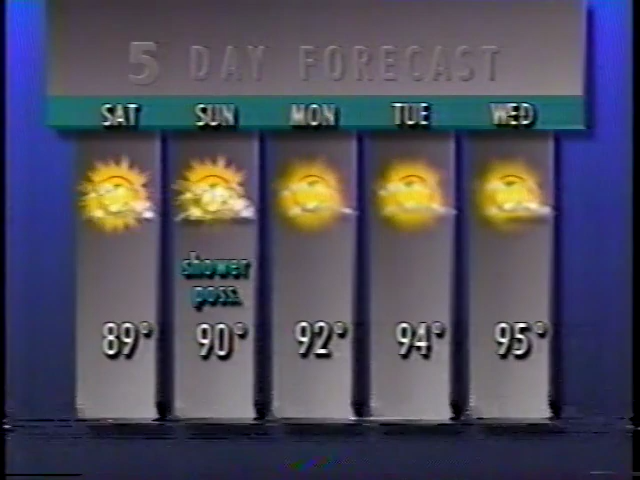 5 DAY FORECAST
SAT SUN MON TUE WED
shower
poss.
89° 90° 92° 94° 95°